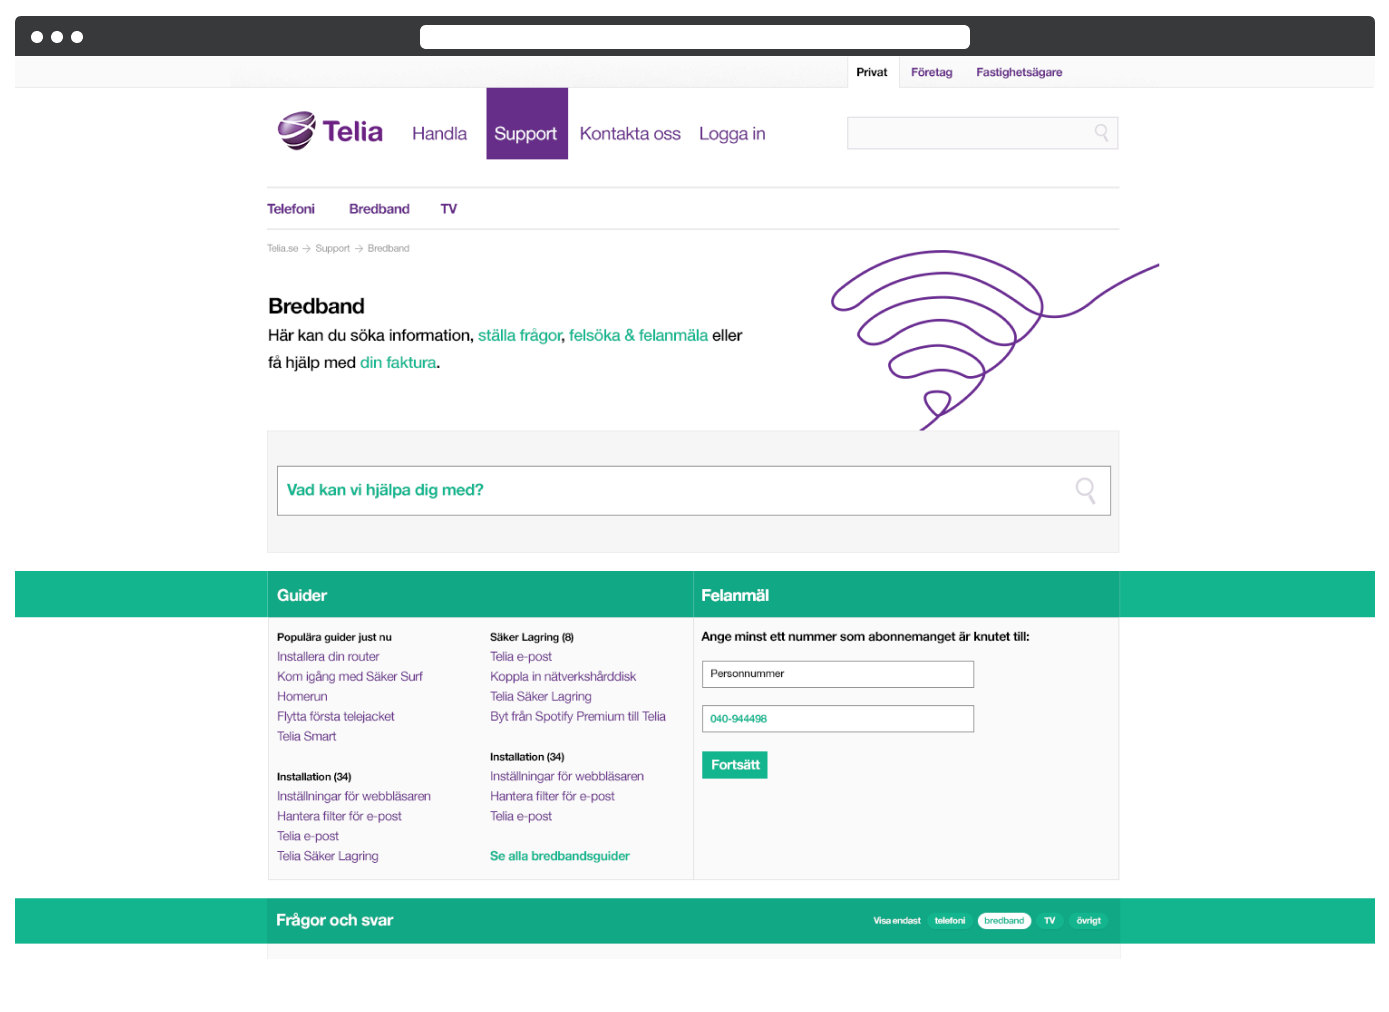 Privat Företag Fastighetsägare
Telia Handla Support Kontakta oss Logga in
Telefoni Bredband TV
Telia.se → Support → Bredband
Bredband
Här kan du söka information, ställa frågor, felsöka & felanmäla eller
få hjälp med din faktura.
Vad kan vi hjälpa dig med?
Guider
Populära guider just nu
Installera din router
Kom igång med Säker Surf
Homerun
Flytta första telejacket
Telia Smart
Installation (34)
Inställningar för webbläsaren
Hantera filter för e-post
Telia e-post
Telia Säker Lagring
Säker Lagring (8)
Telia e-post
Koppla in nätverkshårddisk
Telia Säker Lagring
Byt från Spotify Premium till Telia
Installation (34)
Inställningar för webbläsaren
Hantera filter för e-post
Telia e-post
Se alla bredbandsguider
Felanmäl
Ange minst ett nummer som abonnemanget är knutet till:
Personnummer
040-944498
Fortsätt
Frågor och svar
Visa endast telefoni bredband TV övrigt